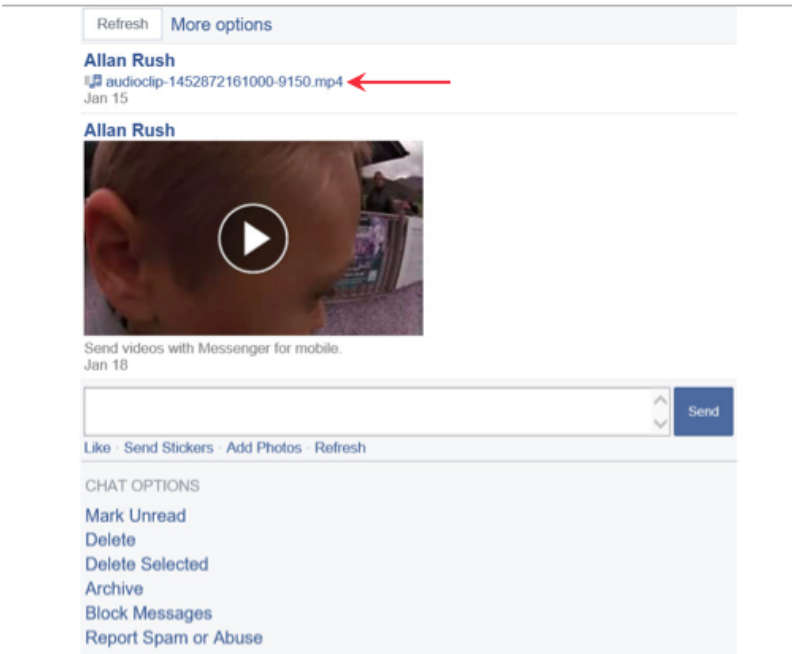 Refresh More options
Allan Rush
audioclip-1452872161000-9150.mp4
Jan 15
Allan Rush
Send videos with Messenger for mobile.
Jan 18
Send
Like · Send Stickers · Add Photos · Refresh
CHAT OPTIONS
Mark Unread
Delete
Delete Selected
Archive
Block Messages
Report Spam or Abuse